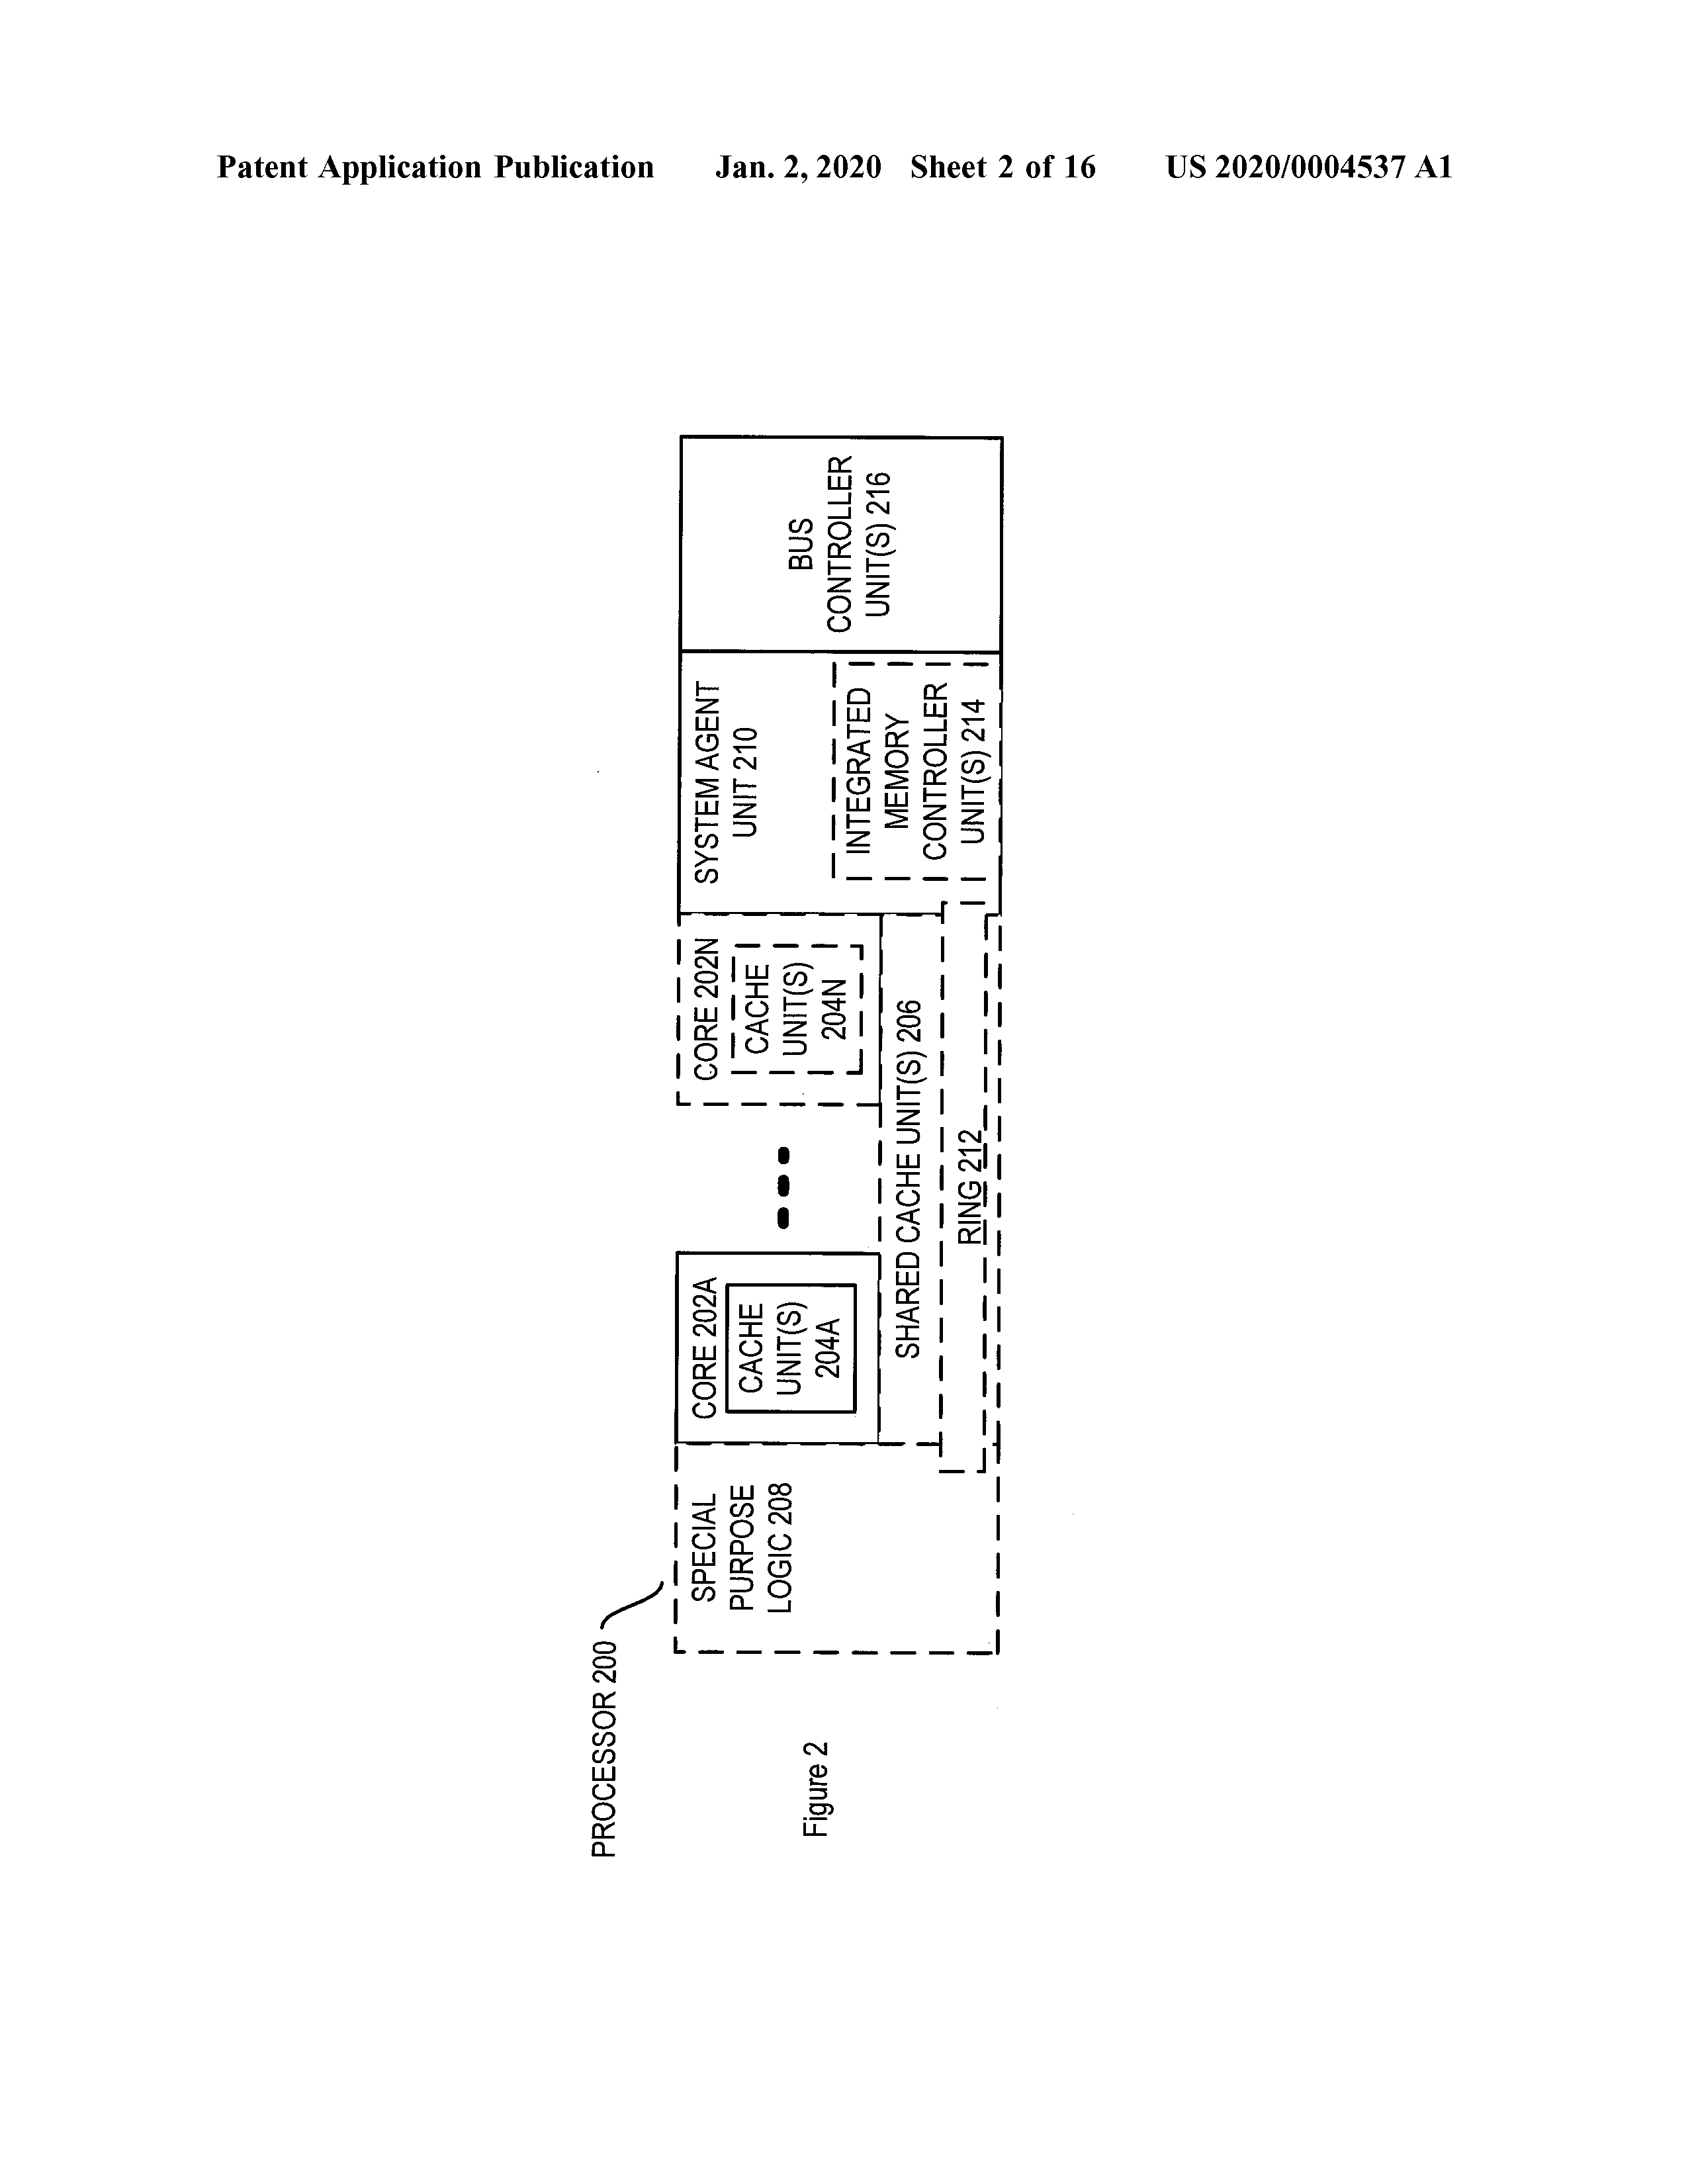 Patent Application Publication Jan. 2, 2020 Sheet 2 of 16 US 2020/0004537 A1
PROCESSOR 200
SPECIAL
PURPOSE
LOGIC 208
CORE 202A
CACHE
UNIT(S)
204A
CORE 202N
CACHE
UNIT(S)
204N
SHARED CACHE UNIT(S) 206
RING 212
SYSTEM AGENT
UNIT 210
INTEGRATED
MEMORY
CONTROLLER
UNIT(S) 214
BUS
CONTROLLER
UNIT(S) 216
Figure 2